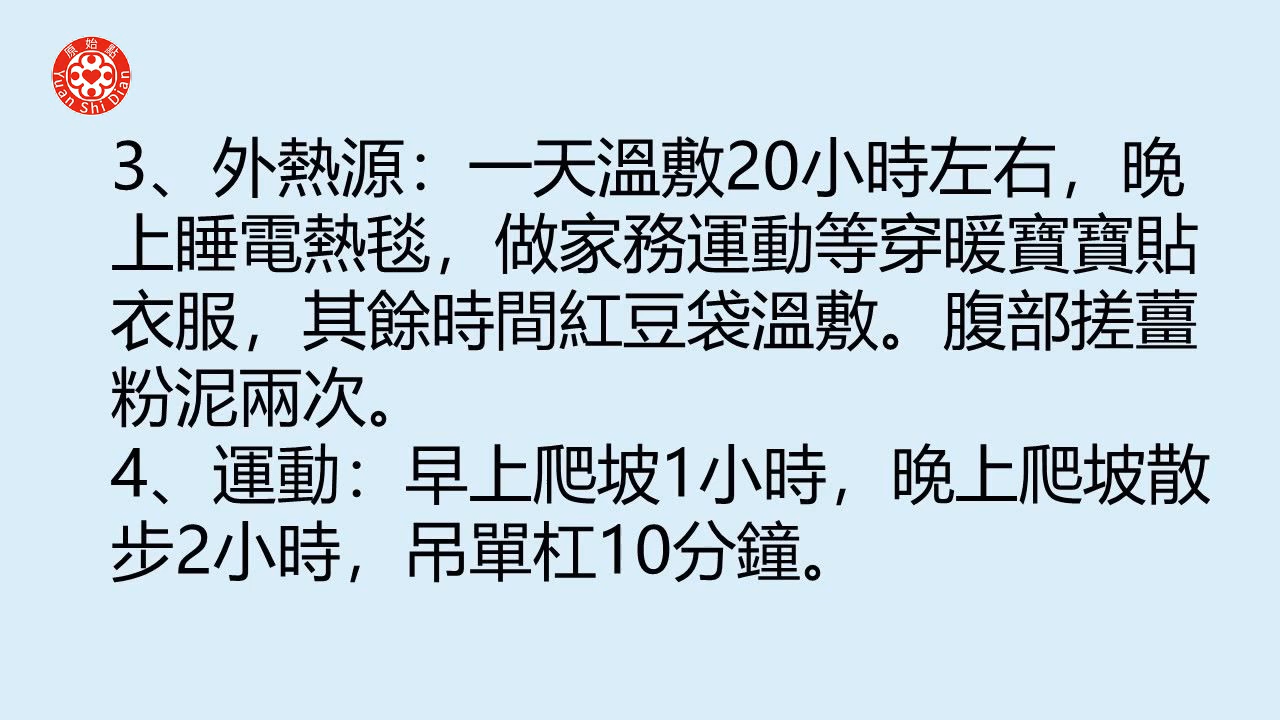 原始點
Yuan Shi Dian
3、外熱源：一天溫敷20小時左右，晚
上睡電熱毯，做家務運動等穿暖寶寶貼
衣服，其餘時間紅豆袋溫敷。腹部搓薑
粉泥兩次。
4、運動：早上爬坡1小時，晚上爬坡散
步2小時，吊單杠10分鐘。